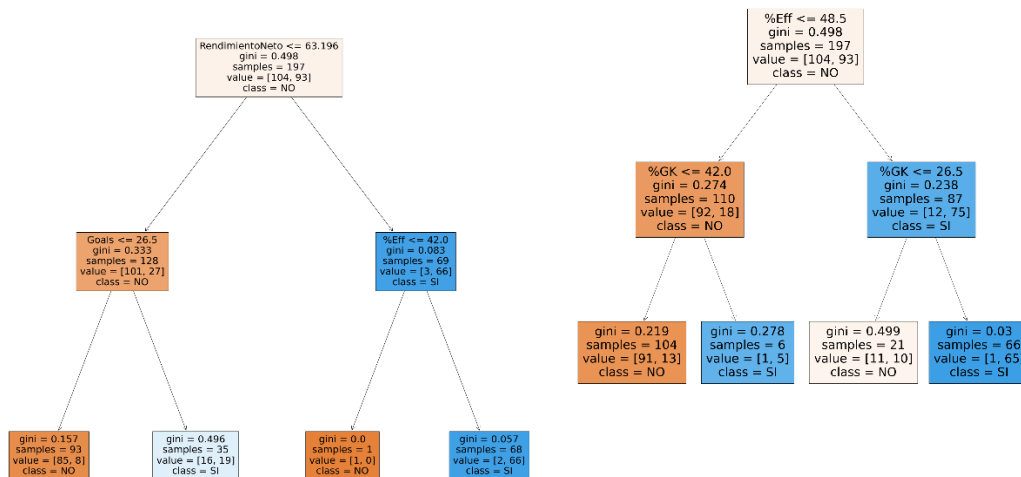 RendimientoNeto <= 63.196
gini = 0.498
samples = 197
value = [104, 93]
class = NO
Goals <= 26.5
gini = 0.333
samples = 128
value = [101, 27]
class = NO
%Eff <= 42.0
gini = 0.083
samples = 69
value = [3, 66]
class = SI
gini = 0.157
samples = 93
value = [85, 8]
class = NO
gini = 0.496
samples = 35
value = [16, 19]
class = SI
gini = 0.0
samples = 1
value = [1, 0]
class = NO
gini = 0.057
samples = 68
value = [2, 66]
class = SI
%Eff <= 48.5
gini = 0.498
samples = 197
value = [104, 93]
class = NO
%GK <= 42.0
gini = 0.274
samples = 110
value = [92, 18]
class = NO
%GK <= 26.5
gini = 0.238
samples = 87
value = [12, 75]
class = SI
gini = 0.219
samples = 104
value = [91, 13]
class = NO
gini = 0.278
samples = 6
value = [1, 5]
class = SI
gini = 0.499
samples = 21
value = [11, 10]
class = NO
gini = 0.03
samples = 66
value = [1, 65]
class = SI